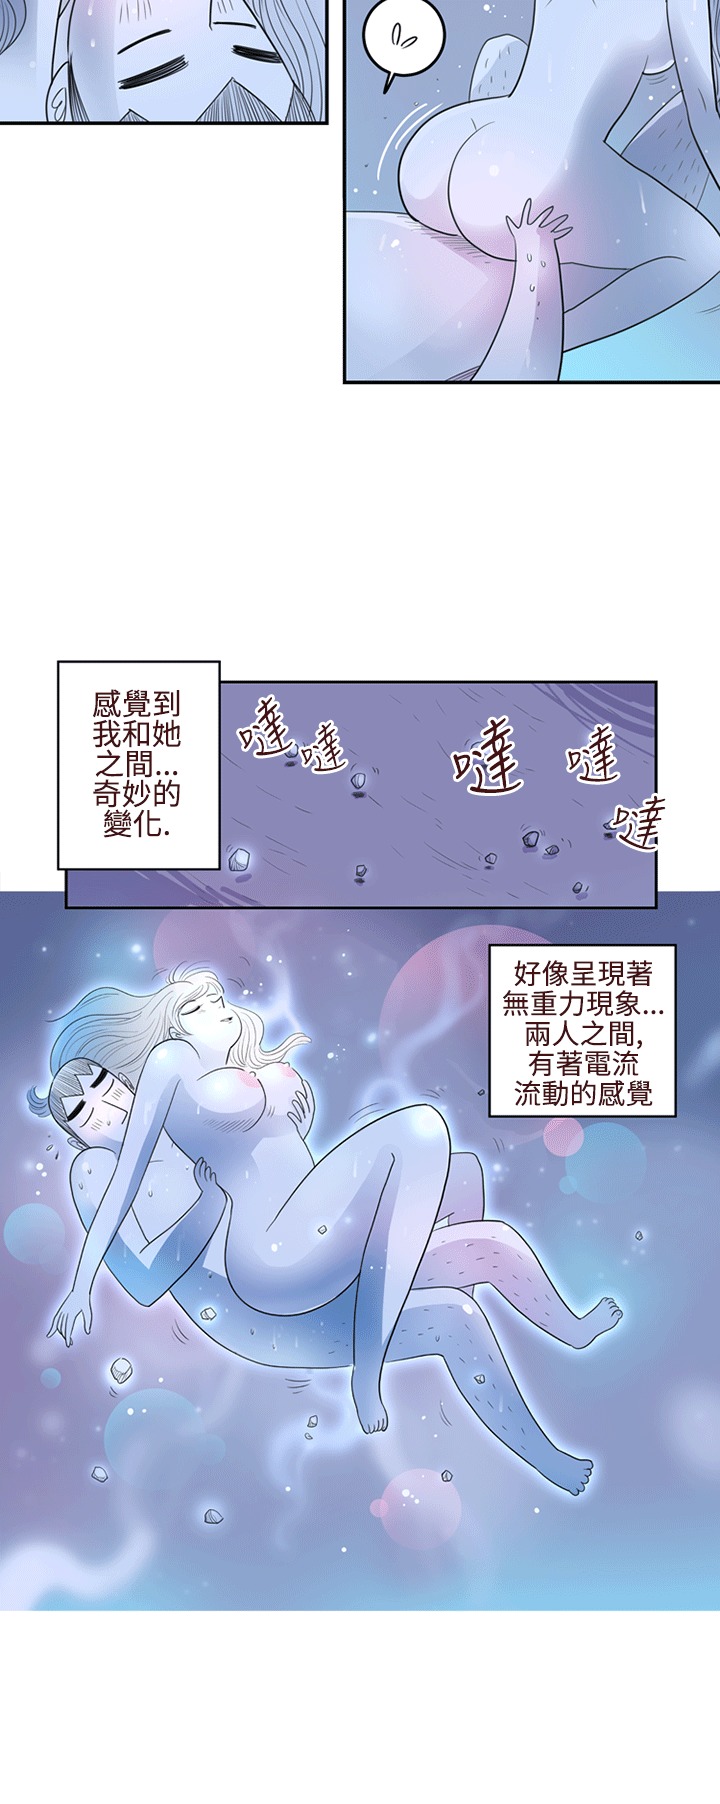 感覺到
我和她
之間...
奇妙的
變化.
噠
噠
噠
噠
噠
好像呈現著
無重力現象...
兩人之間,
有著電流
流動的感覺